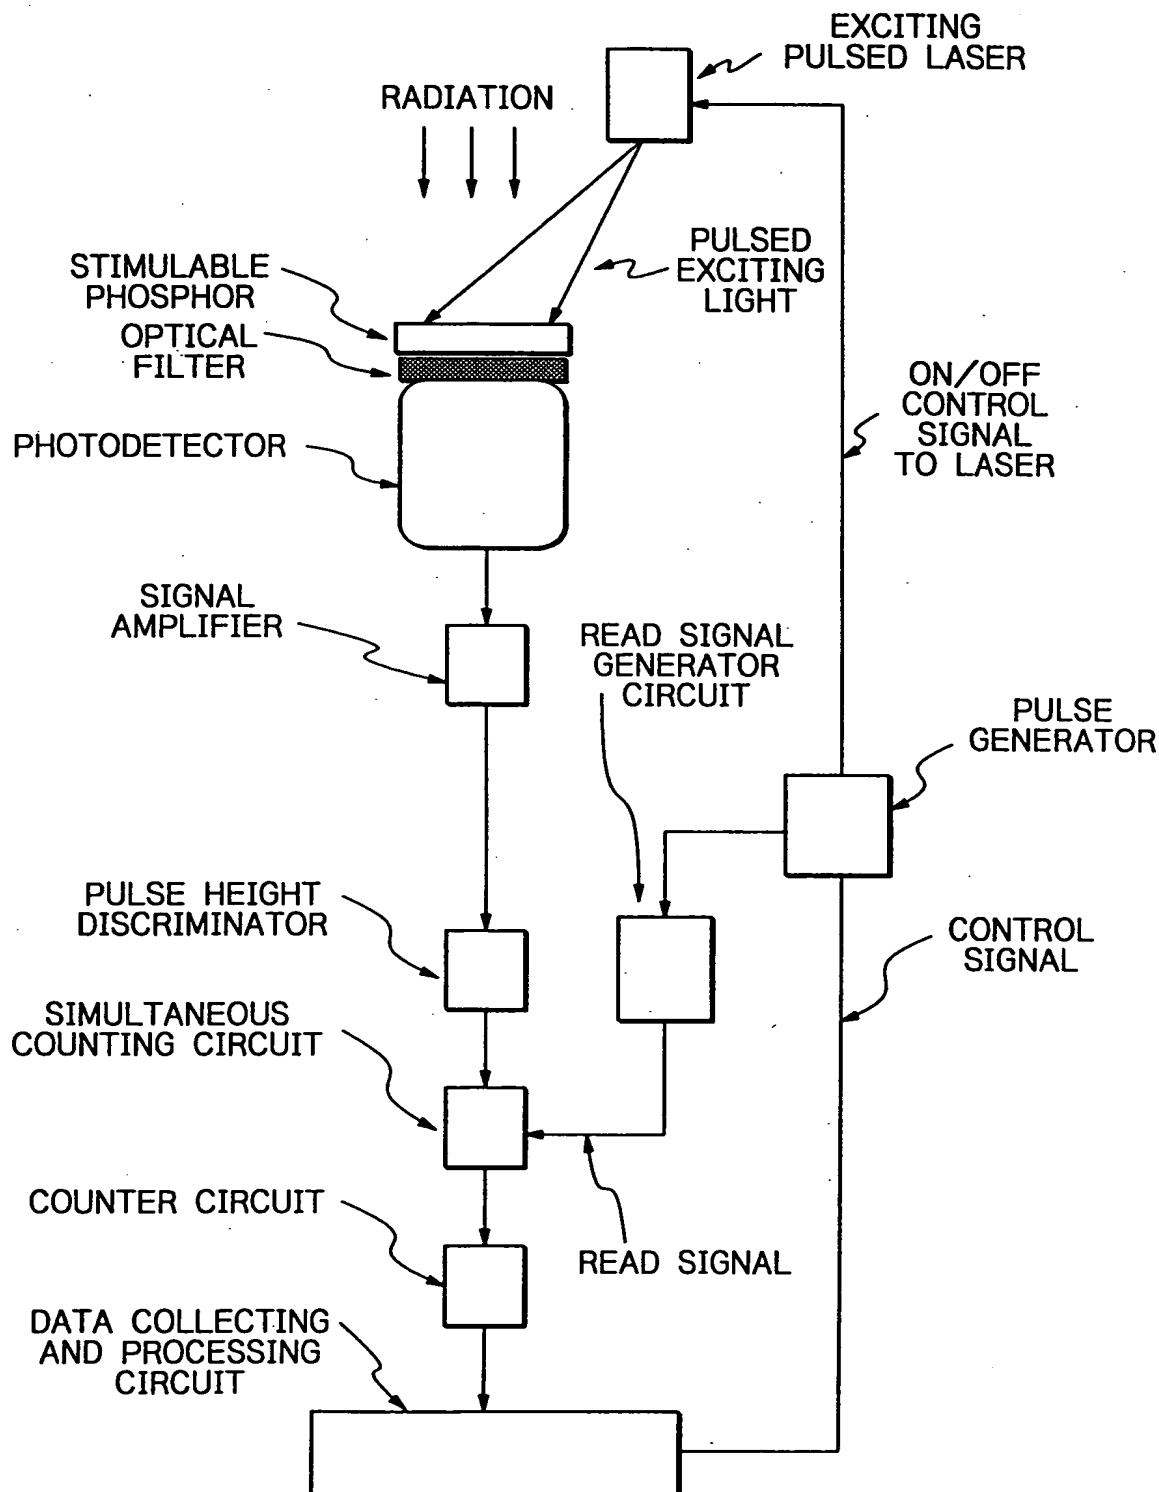 EXCITING
PULSED LASER
RADIATION
PULSED
EXCITING
LIGHT
STIMULABLE
PHOSPHOR
OPTICAL
FILTER
ON/OFF
CONTROL
SIGNAL
TO LASER
PHOTODETECTOR
SIGNAL
AMPLIFIER
READ SIGNAL
GENERATOR
CIRCUIT
PULSE
GENERATOR
PULSE HEIGHT
DISCRIMINATOR
CONTROL
SIGNAL
SIMULTANEOUS
COUNTING CIRCUIT
COUNTER CIRCUIT
READ SIGNAL
DATA COLLECTING
AND PROCESSING
CIRCUIT